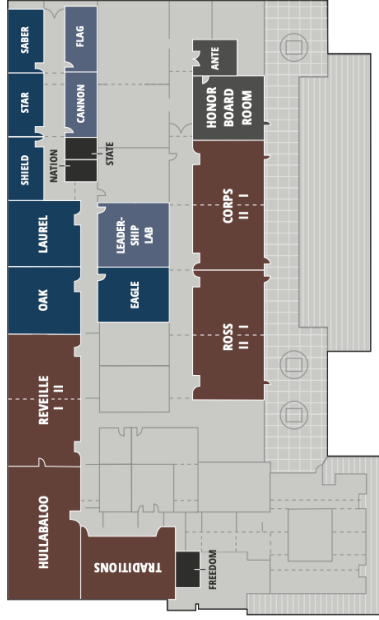 SABER
FLAG
ANTE
STAR
CANNON
HONOR
BOARD
ROOM
SHIELD
NATION
STATE
LAUREL
LEADER-
SHIP
LAB
CORPS
I
II
OAK
EAGLE
ROSS
I
II
REVEILLE
I
II
HULLABALOO
TRADITIONS
FREEDOM